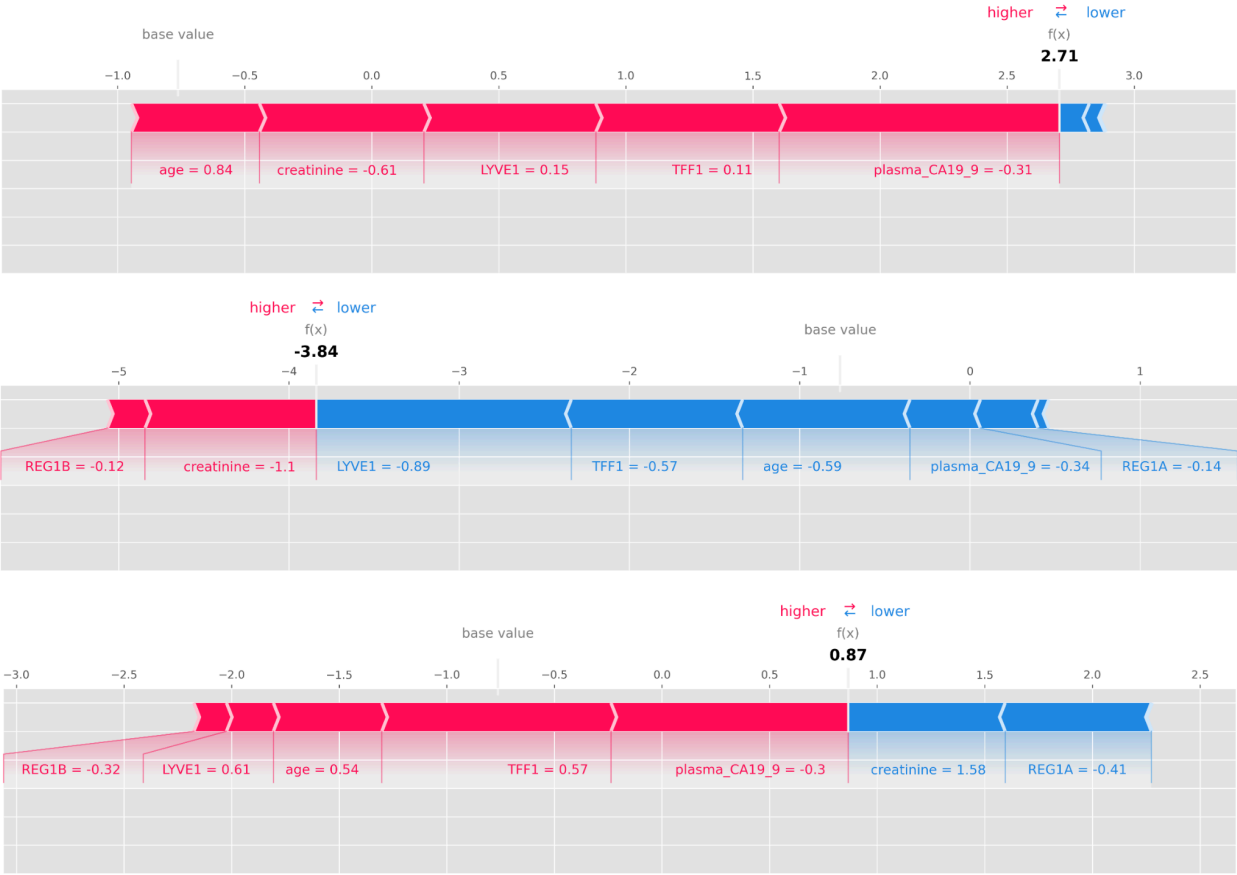 higher ⇄ lower
base value f(x)
2.71
−1.0 −0.5 0.0 0.5 1.0 1.5 2.0 2.5 3.0
age = 0.84 creatinine = -0.61 LYVE1 = 0.15 TFF1 = 0.11 plasma_CA19_9 = -0.31
higher ⇄ lower
f(x) base value
-3.84
−5 −4 −3 −2 −1 0 1
REG1B = -0.12 creatinine = -1.1 LYVE1 = -0.89 TFF1 = -0.57 age = -0.59 plasma_CA19_9 = -0.34 REG1A = -0.14
higher ⇄ lower
base value f(x)
0.87
−3.0 −2.5 −2.0 −1.5 −1.0 −0.5 0.0 0.5 1.0 1.5 2.0 2.5
REG1B = -0.32 LYVE1 = 0.61 age = 0.54 TFF1 = 0.57 plasma_CA19_9 = -0.3 creatinine = 1.58 REG1A = -0.41